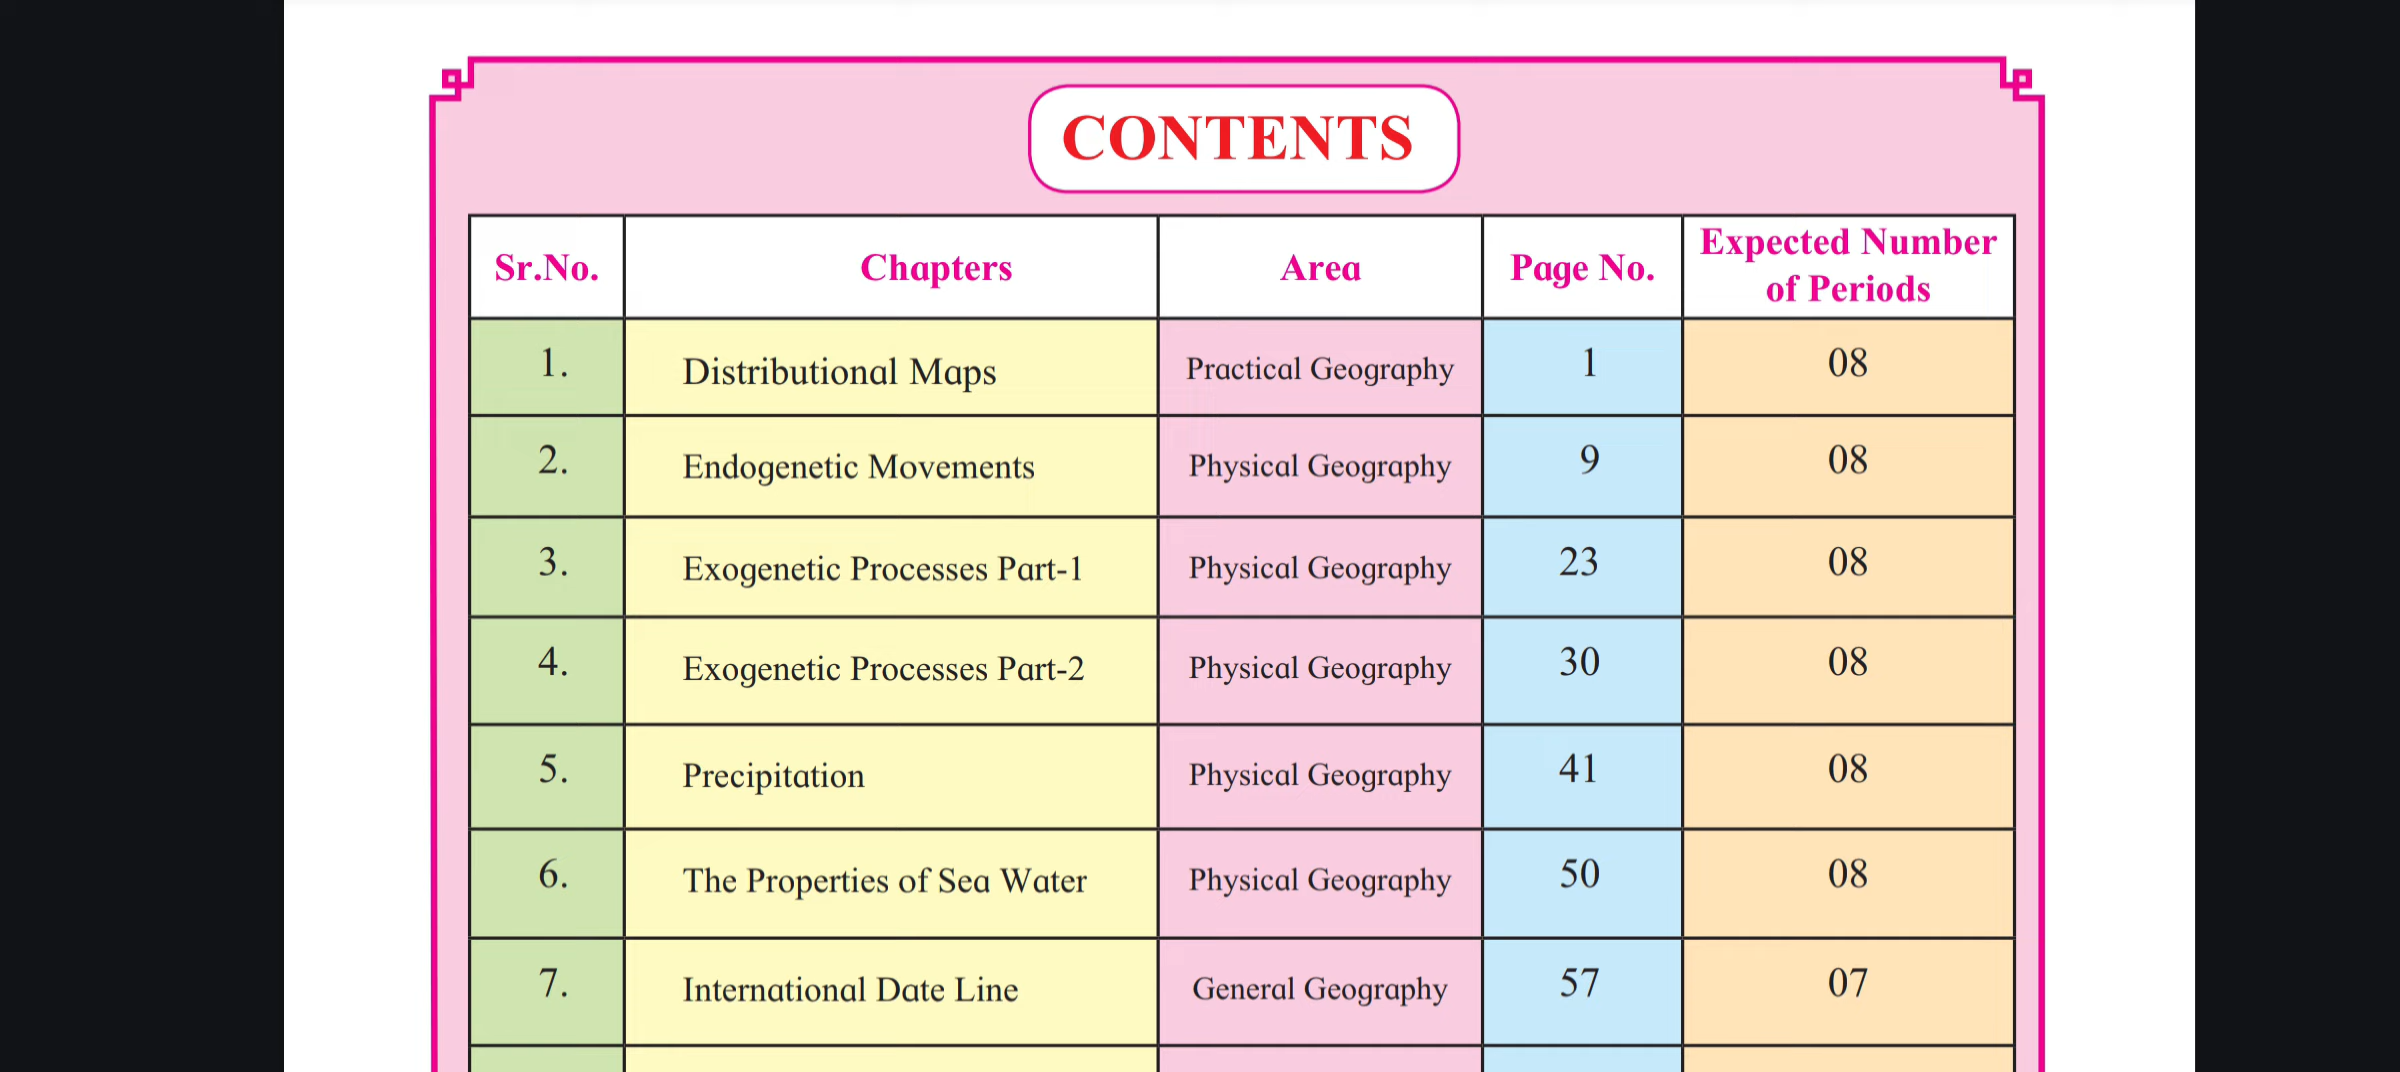 CONTENTS
Sr.No. Chapters Area Page No. Expected Number of Periods
1. Distributional Maps Practical Geography 1 08
2. Endogenetic Movements Physical Geography 9 08
3. Exogenetic Processes Part-1 Physical Geography 23 08
4. Exogenetic Processes Part-2 Physical Geography 30 08
5. Precipitation Physical Geography 41 08
6. The Properties of Sea Water Physical Geography 50 08
7. International Date Line General Geography 57 07